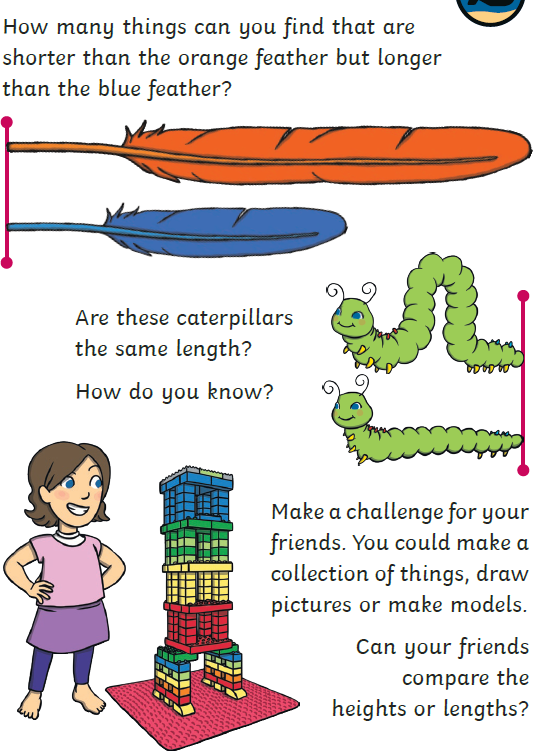 How many things can you find that are
shorter than the orange feather but longer
than the blue feather?
Are these caterpillars
the same length?
How do you know?
Make a challenge for your
friends. You could make a
collection of things, draw
pictures or make models.
Can your friends
compare the
heights or lengths?